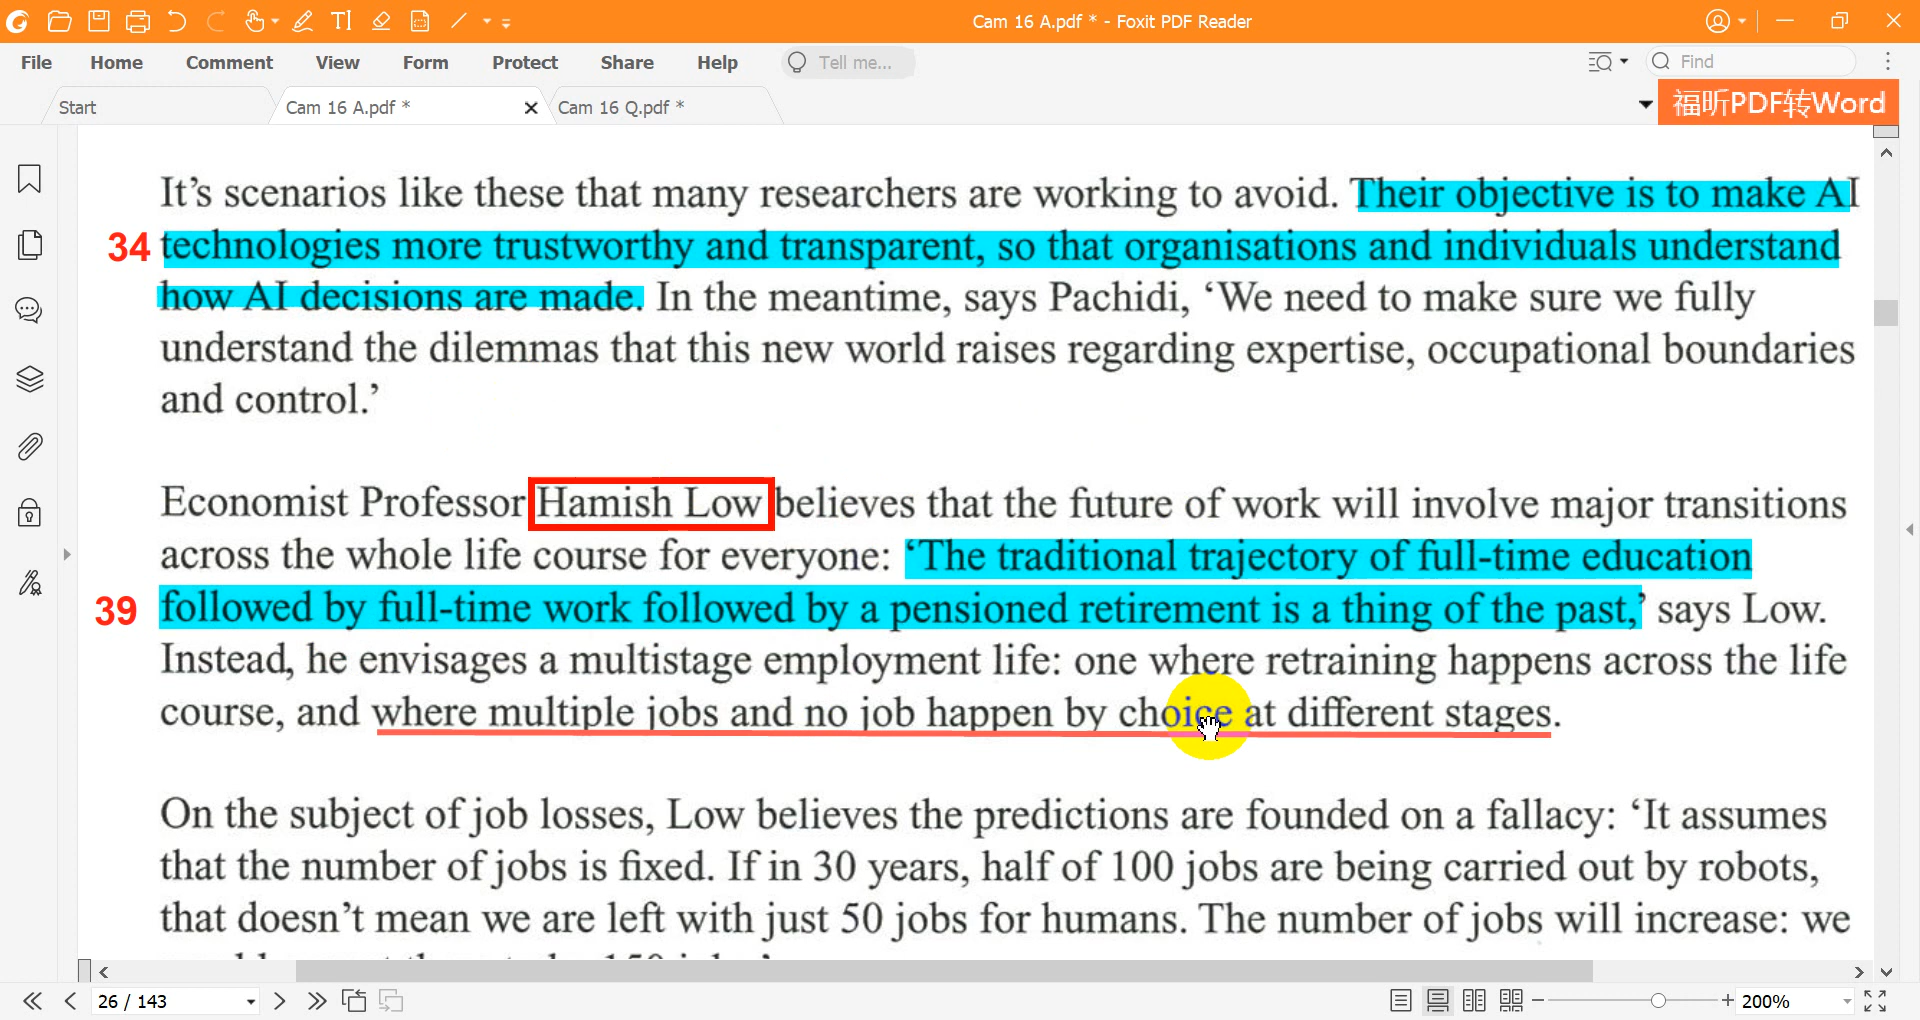 Cam 16 A.pdf * - Foxit PDF Reader
File Home Comment View Form Protect Share Help Tell me... Find
Start Cam 16 A.pdf * Cam 16 Q.pdf * 福昕PDF转Word
It’s scenarios like these that many researchers are working to avoid. Their objective is to make AI
34 technologies more trustworthy and transparent, so that organisations and individuals understand
how AI decisions are made. In the meantime, says Pachidi, ‘We need to make sure we fully
understand the dilemmas that this new world raises regarding expertise, occupational boundaries
and control.’
Economist Professor Hamish Low believes that the future of work will involve major transitions
across the whole life course for everyone: ‘The traditional trajectory of full-time education
39 followed by full-time work followed by a pensioned retirement is a thing of the past,’ says Low.
Instead, he envisages a multistage employment life: one where retraining happens across the life
course, and where multiple jobs and no job happen by choice at different stages.
On the subject of job losses, Low believes the predictions are founded on a fallacy: ‘It assumes
that the number of jobs is fixed. If in 30 years, half of 100 jobs are being carried out by robots,
that doesn’t mean we are left with just 50 jobs for humans. The number of jobs will increase: we
26 / 143 200%